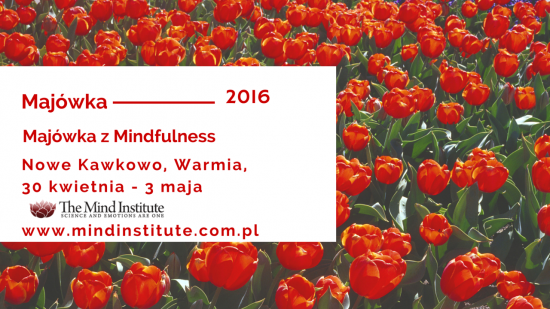 Majówka 2016
Majówka z Mindfulness
Nowe Kawkowo, Warmia,
30 kwietnia - 3 maja
The Mind Institute
SCIENCE AND EMOTIONS ARE ONE
www.mindinstitute.com.pl